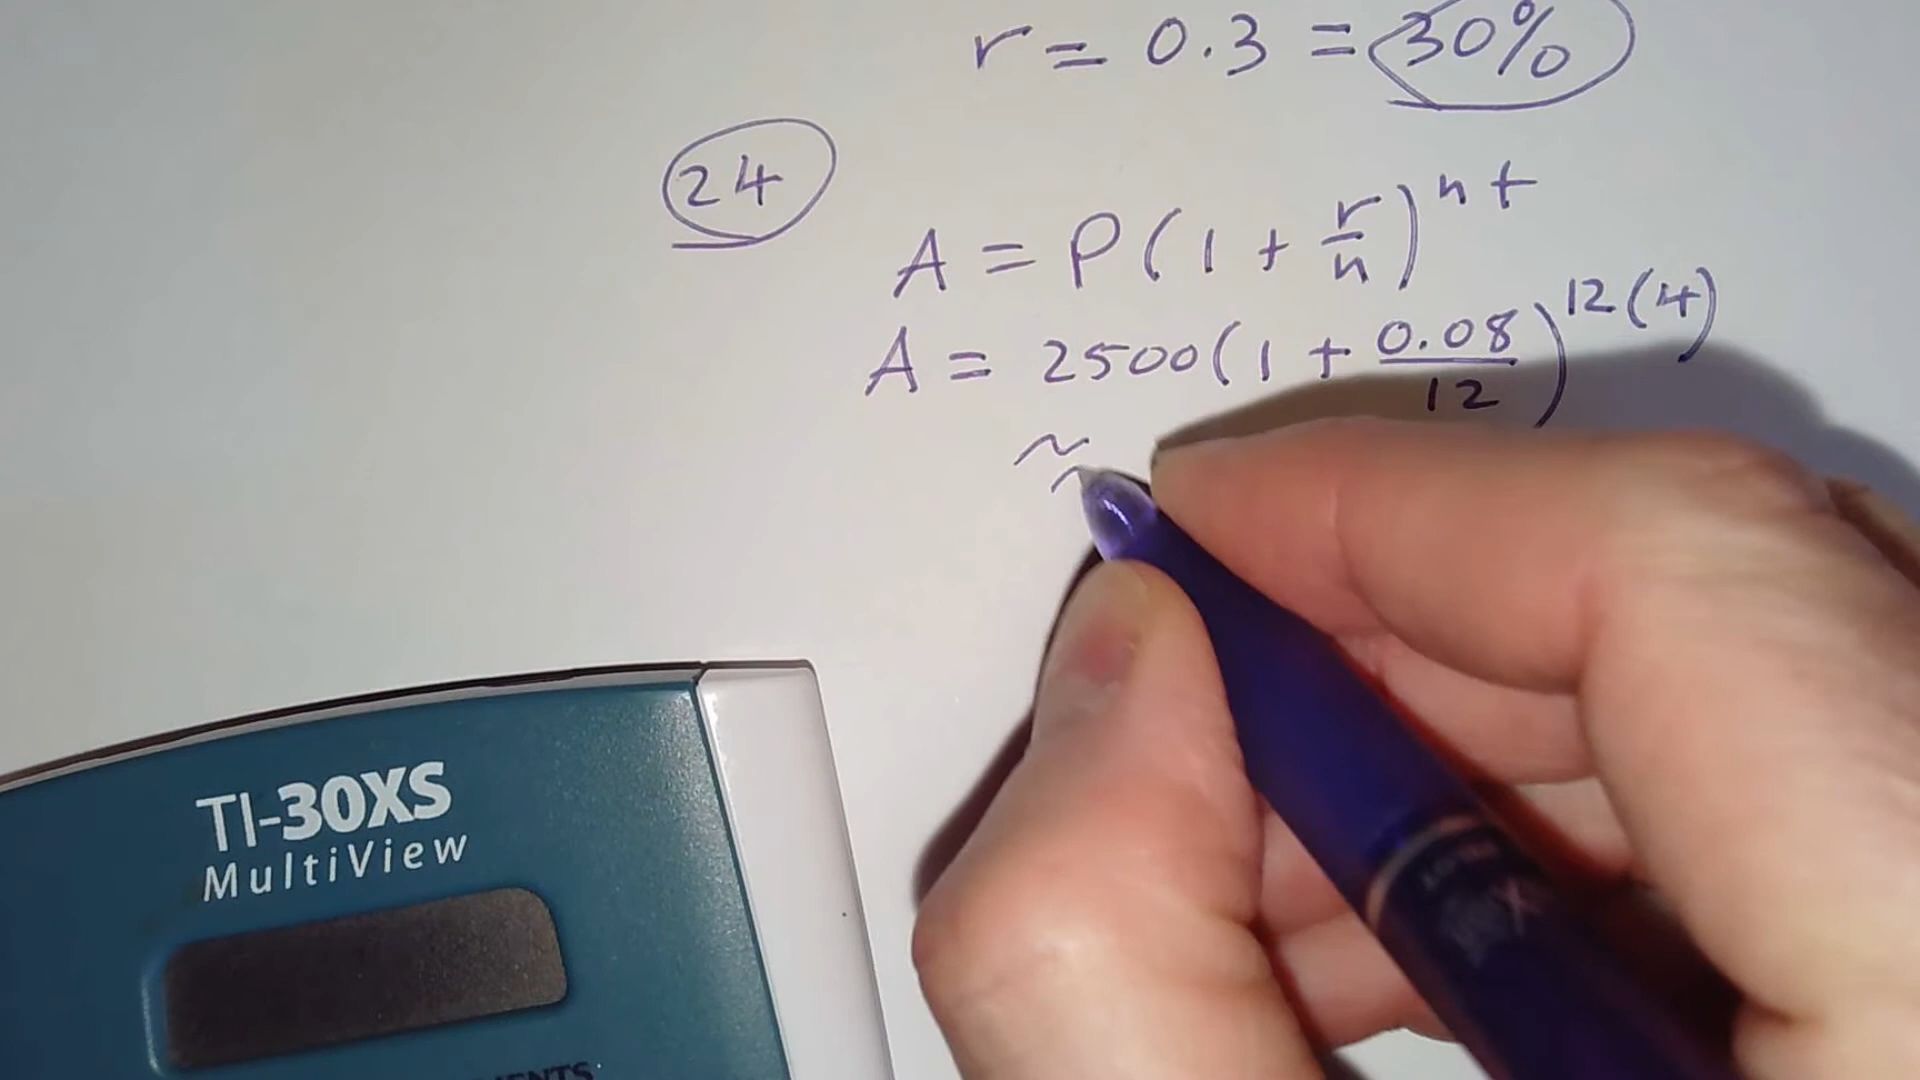 r = 0.3 = 30%
24
A = P(1 + r/n)^nt
A = 2500(1 + 0.08/12)^12(4)
≈
TI-30XS
MultiView